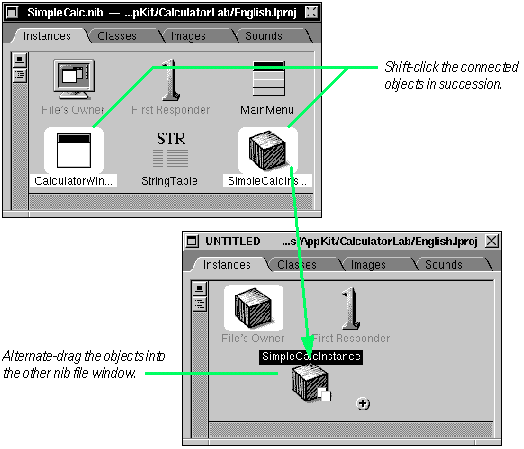 SimpleCalc.nib — ...pKit/CalculatorLab/English.lproj
Instances Classes Images Sounds
File's Owner First Responder MainMenu
STR
CalculatorWin... StringTable SimpleCalcIns...
Shift-click the connected
objects in succession.
UNTITLED ...s/AppKit/CalculatorLab/English.lproj
Instances Classes Images Sounds
File's Owner First Responder
SimpleCalcInstance
Alternate-drag the objects into
the other nib file window.